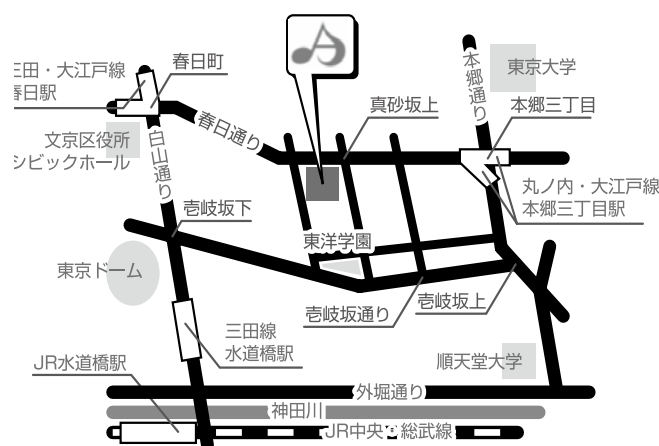 三田・大江戸線
春日駅
春日町
本郷通り
東京大学
真砂坂上
本郷三丁目
春日通り
文京区役所
シビックホール
白山通り
丸ノ内・大江戸線
本郷三丁目駅
壱岐坂下
東洋学園
東京ドーム
壱岐坂通り
壱岐坂上
三田線
水道橋駅
JR水道橋駅
順天堂大学
外堀通り
神田川
JR中央・総武線